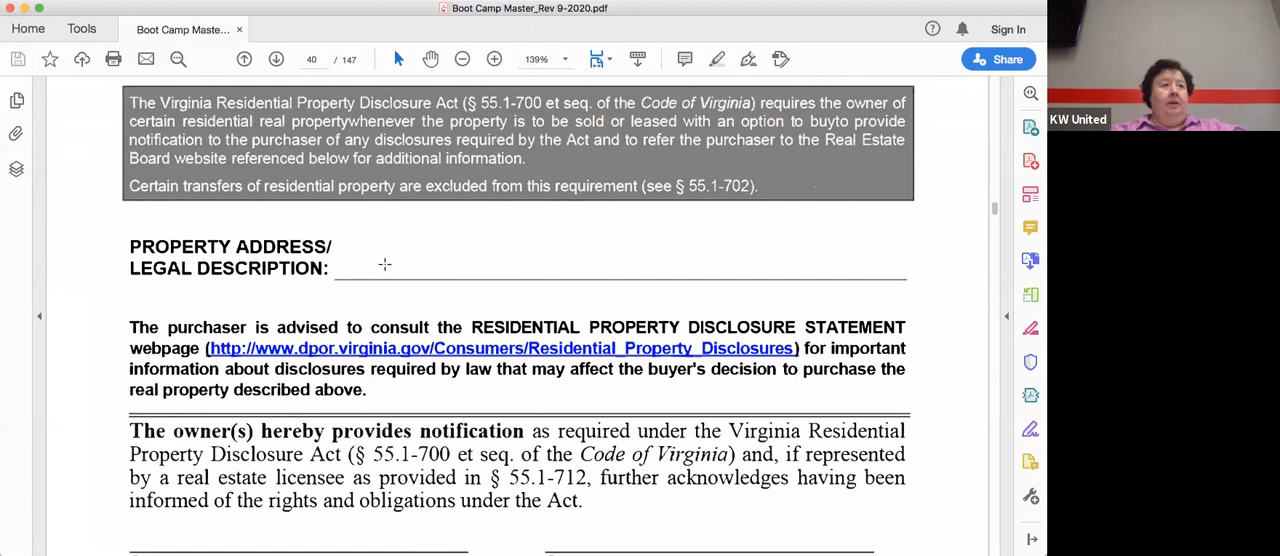 Boot Camp Master_Rev 9-2020.pdf
Home
Tools
Boot Camp Maste...
×
Sign In
40 / 147
139%
Share
The Virginia Residential Property Disclosure Act (§ 55.1-700 et seq. of the Code of Virginia) requires the owner of
certain residential real propertywhenever the property is to be sold or leased with an option to buyto provide
notification to the purchaser of any disclosures required by the Act and to refer the purchaser to the Real Estate
Board website referenced below for additional information.
Certain transfers of residential property are excluded from this requirement (see § 55.1-702).
PROPERTY ADDRESS/
LEGAL DESCRIPTION:
The purchaser is advised to consult the RESIDENTIAL PROPERTY DISCLOSURE STATEMENT
webpage (http://www.dpor.virginia.gov/Consumers/Residential_Property_Disclosures) for important
information about disclosures required by law that may affect the buyer's decision to purchase the
real property described above.
The owner(s) hereby provides notification as required under the Virginia Residential
Property Disclosure Act (§ 55.1-700 et seq. of the Code of Virginia) and, if represented
by a real estate licensee as provided in § 55.1-712, further acknowledges having been
informed of the rights and obligations under the Act.
KW United